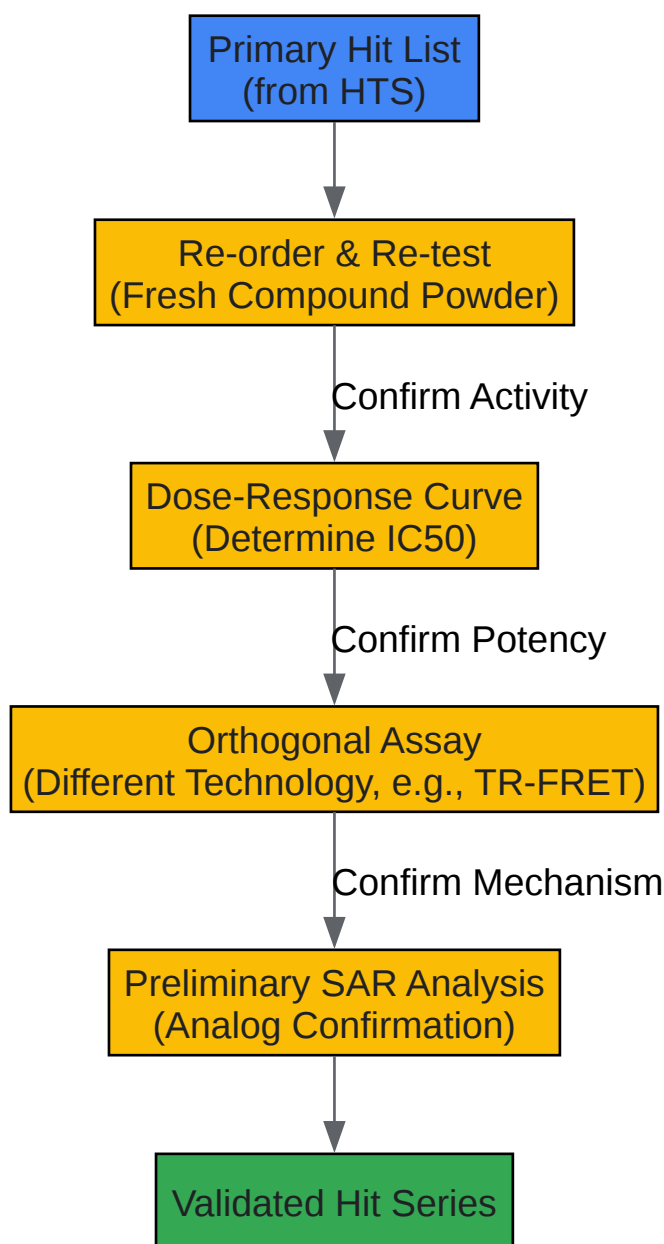 Primary Hit List
(from HTS)
Re-order & Re-test
(Fresh Compound Powder)
Confirm Activity
Dose-Response Curve
(Determine IC50)
Confirm Potency
Orthogonal Assay
(Different Technology, e.g., TR-FRET)
Confirm Mechanism
Preliminary SAR Analysis
(Analog Confirmation)
Validated Hit Series